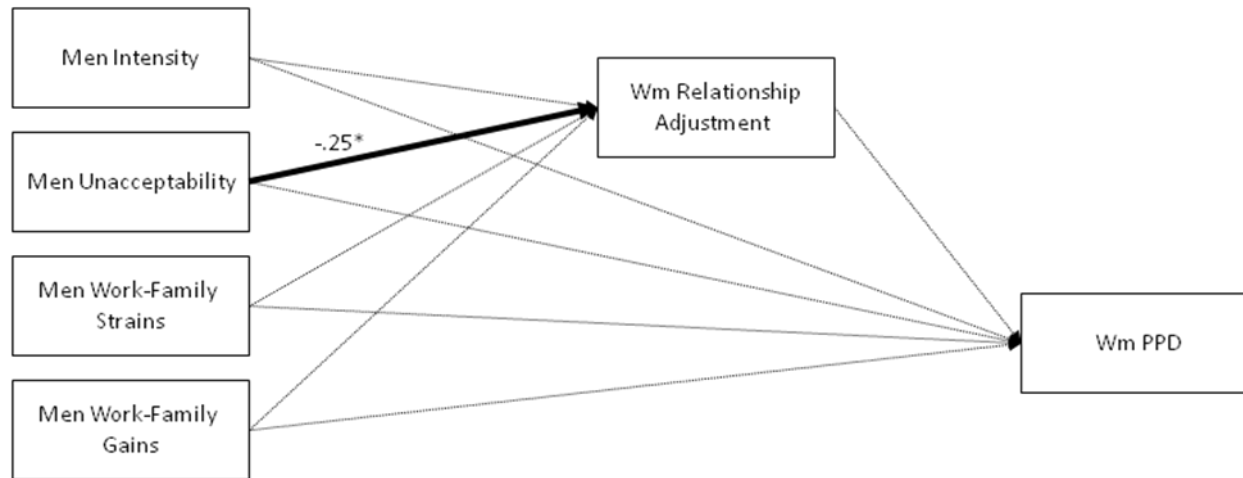 Men Intensity
Wm Relationship
Adjustment
-.25*
Men Unacceptability
Men Work-Family
Strains
Wm PPD
Men Work-Family
Gains